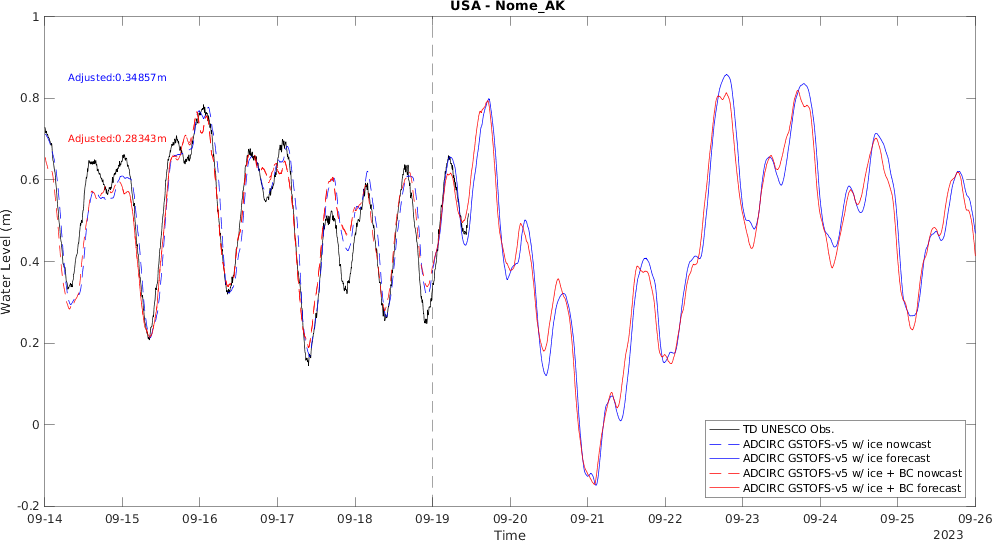 USA - Nome_AK
1
0.8
0.6
0.4
0.2
0
-0.2
Water Level (m)
Adjusted:0.34857m
Adjusted:0.28343m
TD UNESCO Obs.
ADCIRC GSTOFS-v5 w/ ice nowcast
ADCIRC GSTOFS-v5 w/ ice forecast
ADCIRC GSTOFS-v5 w/ ice + BC nowcast
ADCIRC GSTOFS-v5 w/ ice + BC forecast
09-14 09-15 09-16 09-17 09-18 09-19 09-20 09-21 09-22 09-23 09-24 09-25 09-26
Time
2023